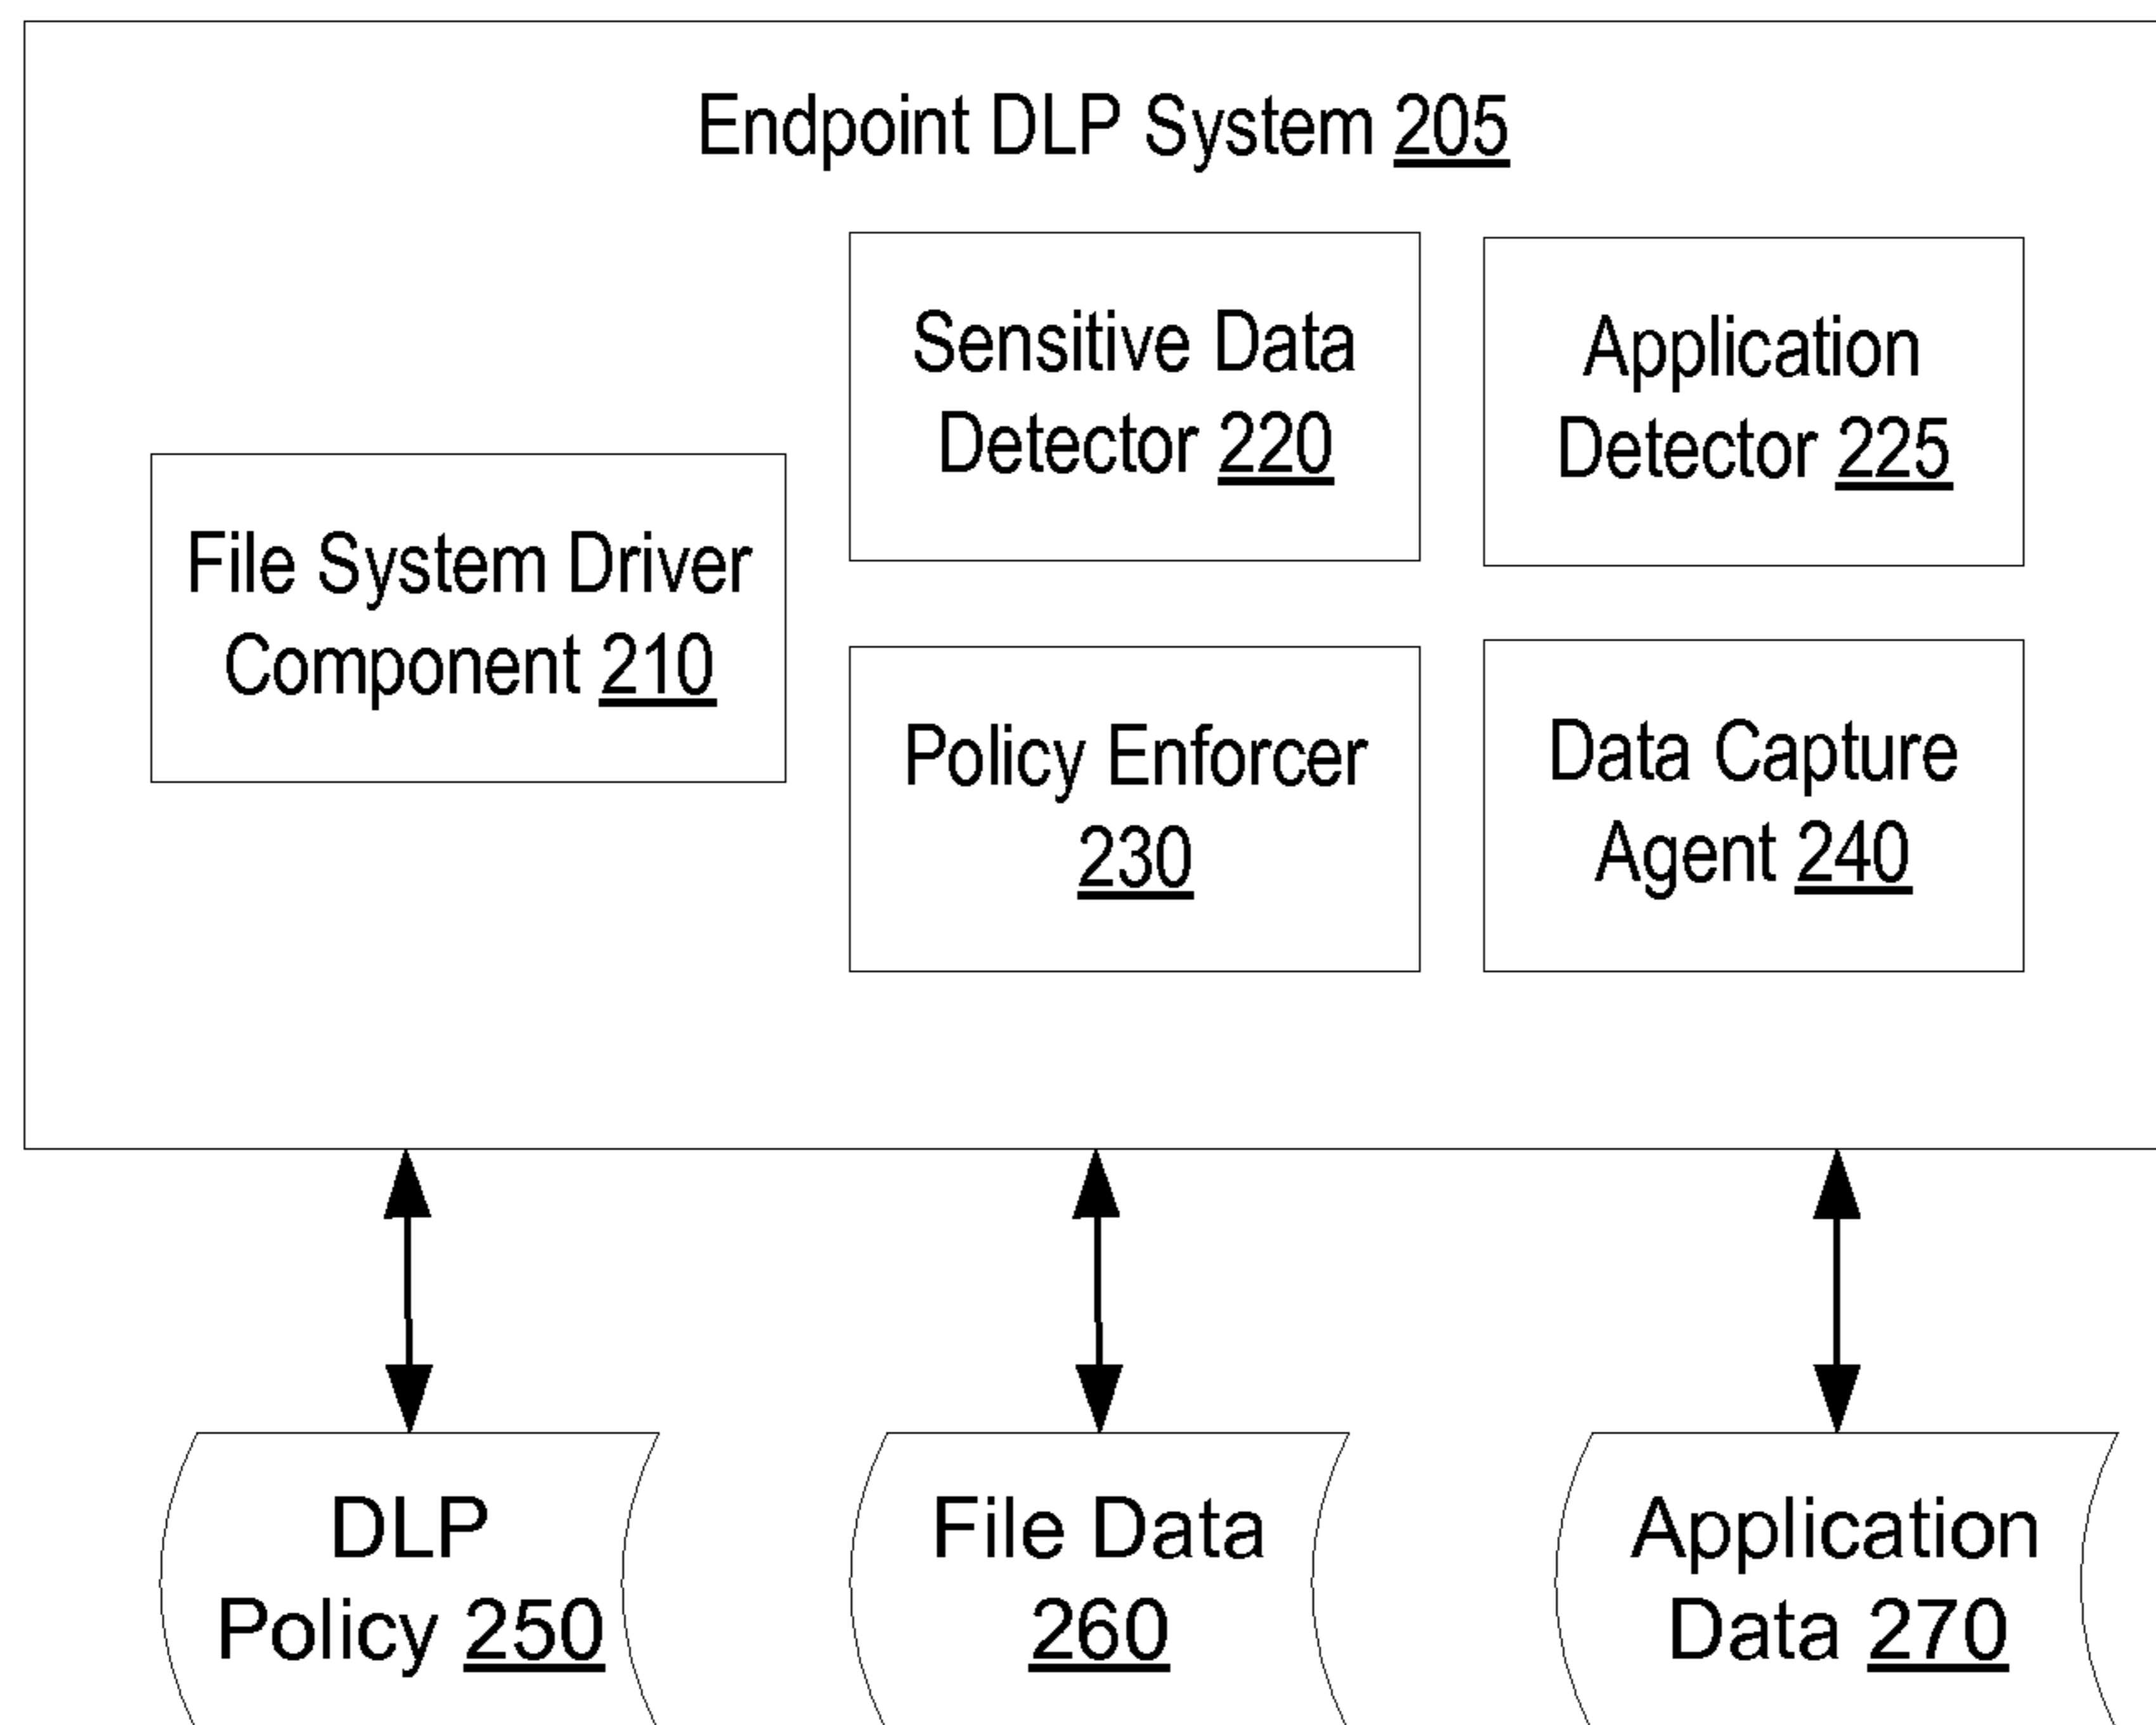 Endpoint DLP System 205
Sensitive Data
Detector 220
Application
Detector 225
File System Driver
Component 210
Policy Enforcer
230
Data Capture
Agent 240
DLP
Policy 250
File Data
260
Application
Data 270